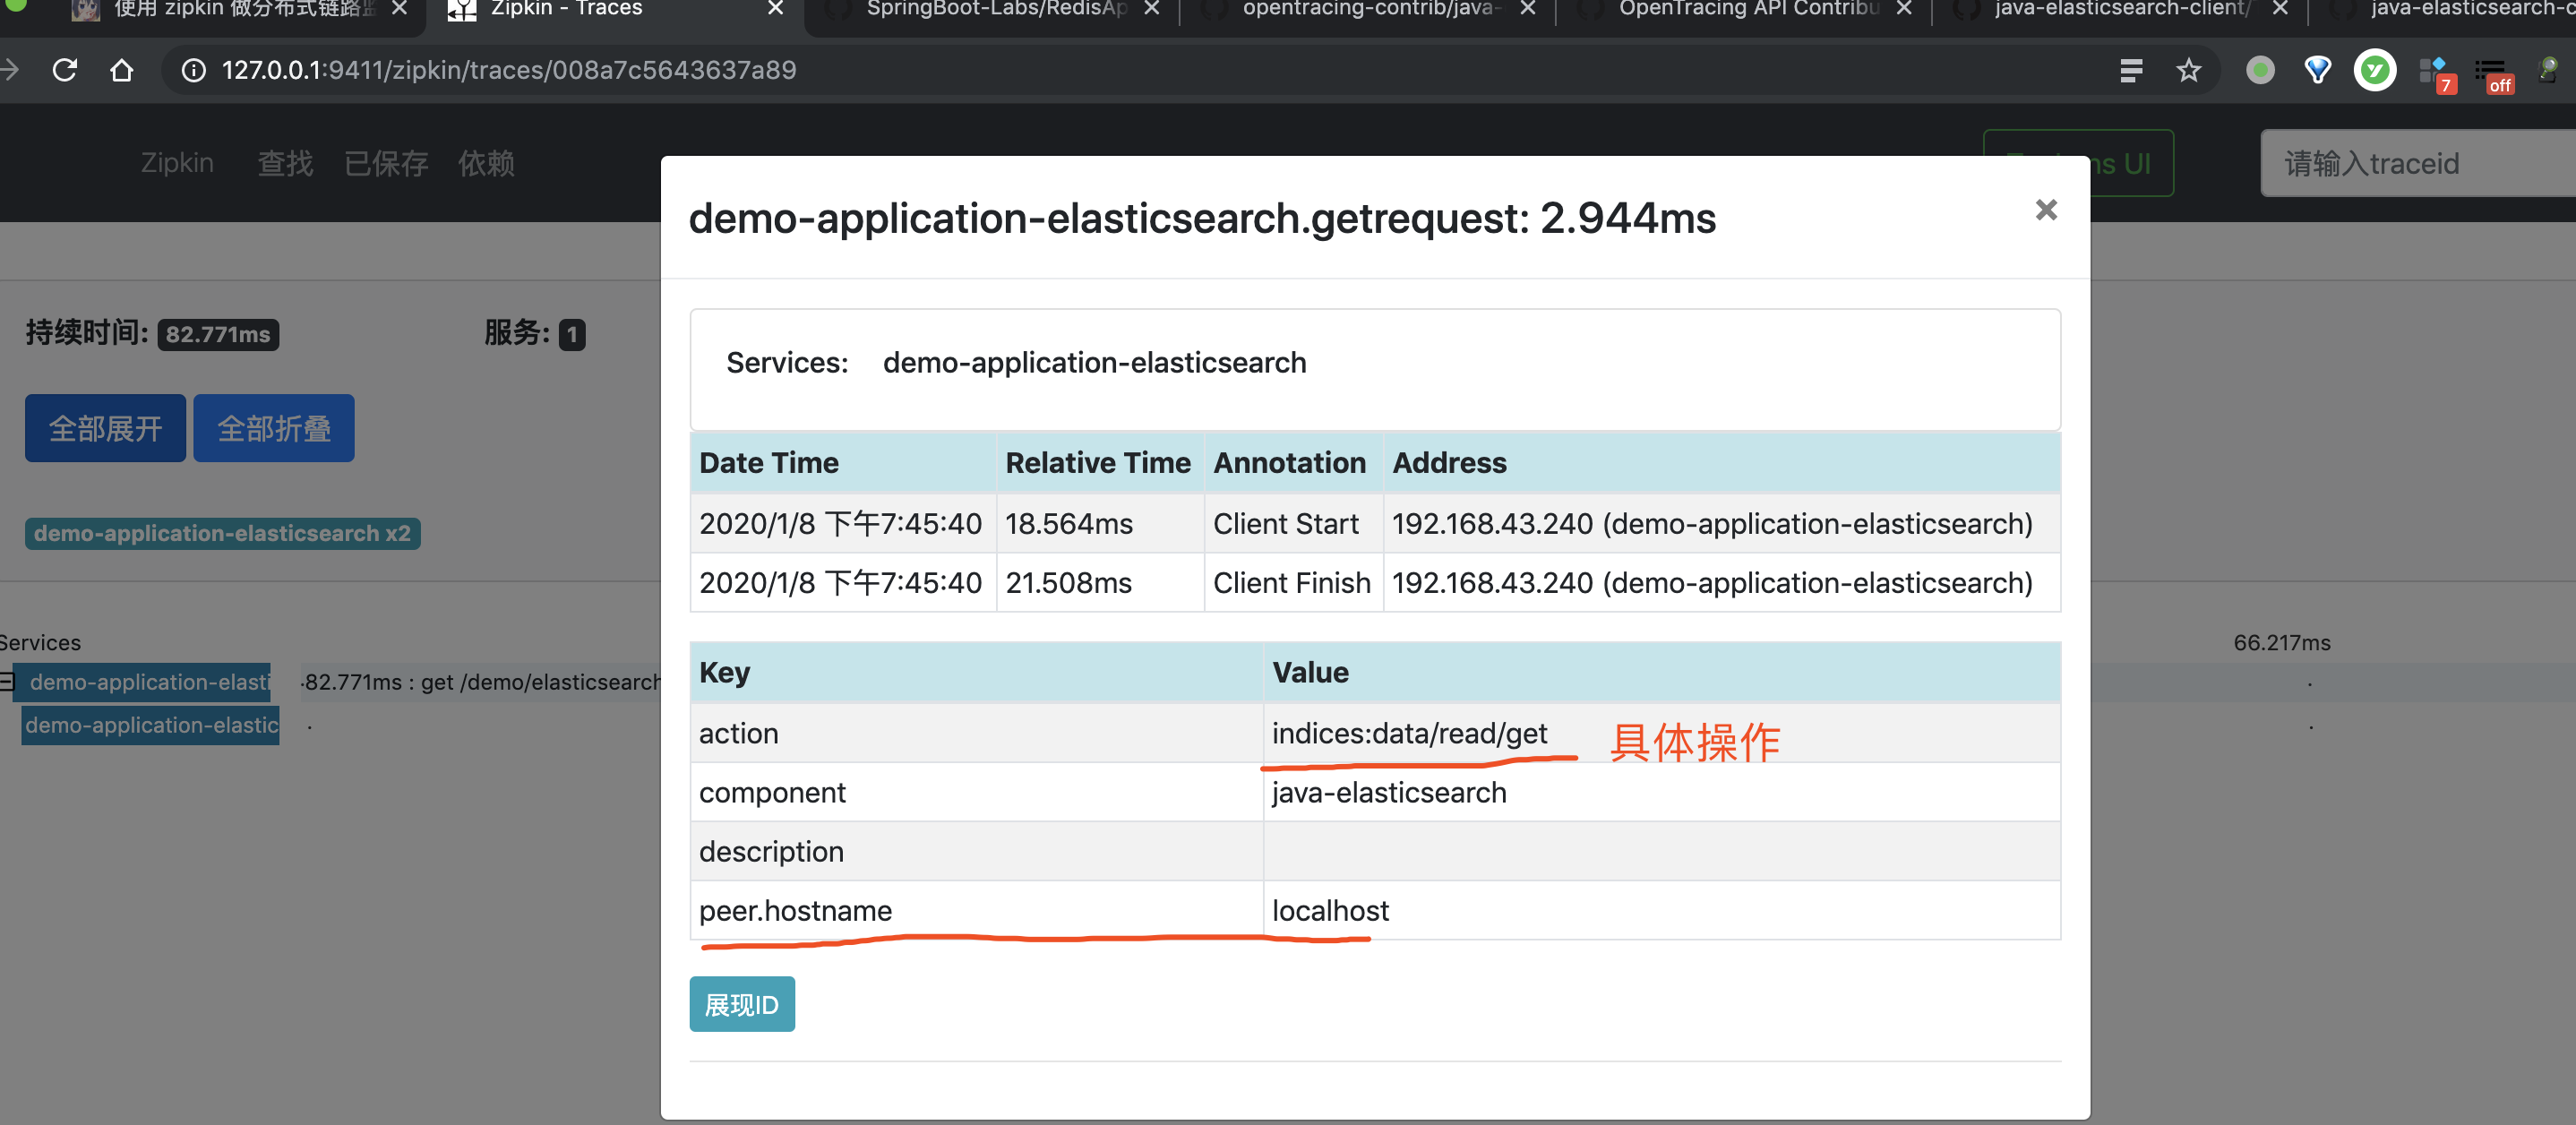 使用 zipkin 做分布式链路
Zipkin - Traces
SpringBoot-Labs/RedisAp
opentracing-contrib/java-
OpenTracing API Contribu
java-elasticsearch-client/
java-elasticsearch-c
127.0.0.1:9411/zipkin/traces/008a7c5643637a89
7
off
Zipkin 查找 已保存 依赖
ns UI
请输入traceid
demo-application-elasticsearch.getrequest: 2.944ms
持续时间: 82.771ms
服务: 1
Services: demo-application-elasticsearch
全部展开 全部折叠
Date Time Relative Time Annotation Address
2020/1/8 下午7:45:40 18.564ms Client Start 192.168.43.240 (demo-application-elasticsearch)
demo-application-elasticsearch x2
2020/1/8 下午7:45:40 21.508ms Client Finish 192.168.43.240 (demo-application-elasticsearch)
Services
66.217ms
Key Value
demo-application-elasti
82.771ms : get /demo/elasticsearch
demo-application-elastic
action indices:data/read/get
具体操作
component java-elasticsearch
description
peer.hostname localhost
展现ID